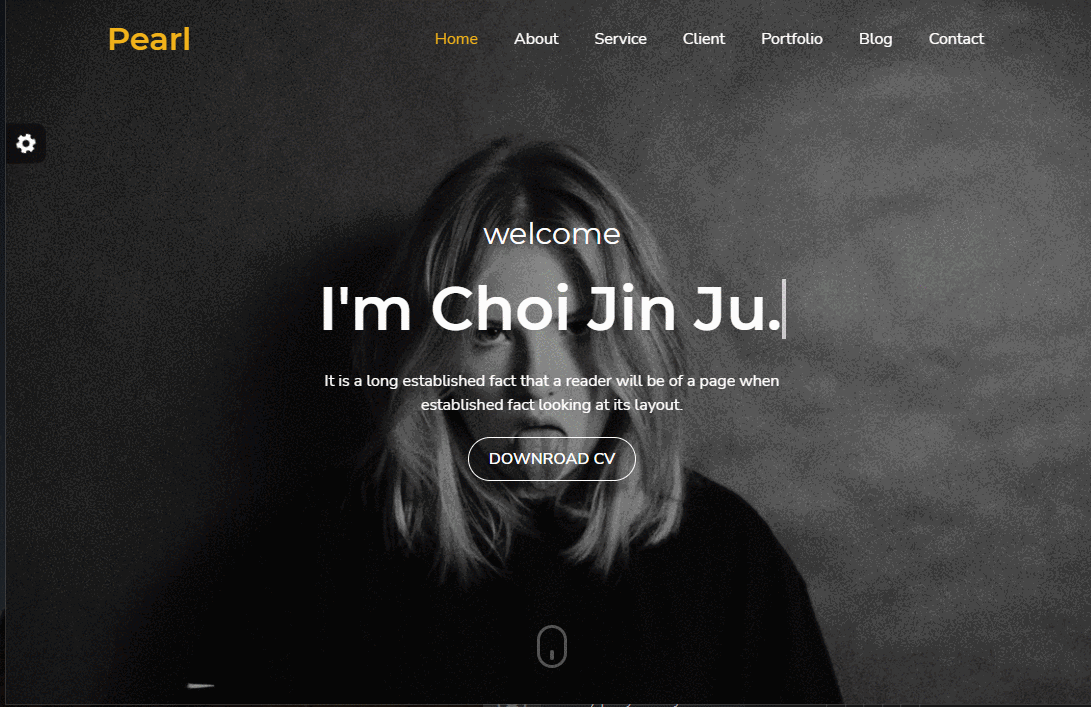 Pearl
Home About Service Client Portfolio Blog Contact
welcome
I'm Choi Jin Ju.
It is a long established fact that a reader will be of a page when
established fact looking at its layout.
DOWNROAD CV